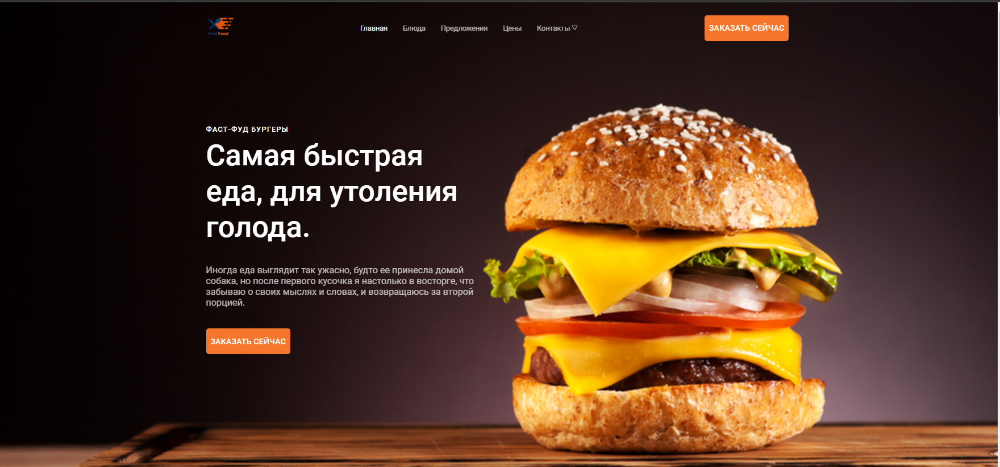 Fast Food
Главная Блюда Предложения Цены Контакты ▽
ЗАКАЗАТЬ СЕЙЧАС
ФАСТ-ФУД БУРГЕРЫ
Самая быстрая
еда, для утоления
голода.
Иногда еда выглядит так ужасно, будто ее принесла домой
собака, но после первого кусочка я настолько в восторге, что
забываю о своих мыслях и словах, и возвращаюсь за второй
порцией.
ЗАКАЗАТЬ СЕЙЧАС